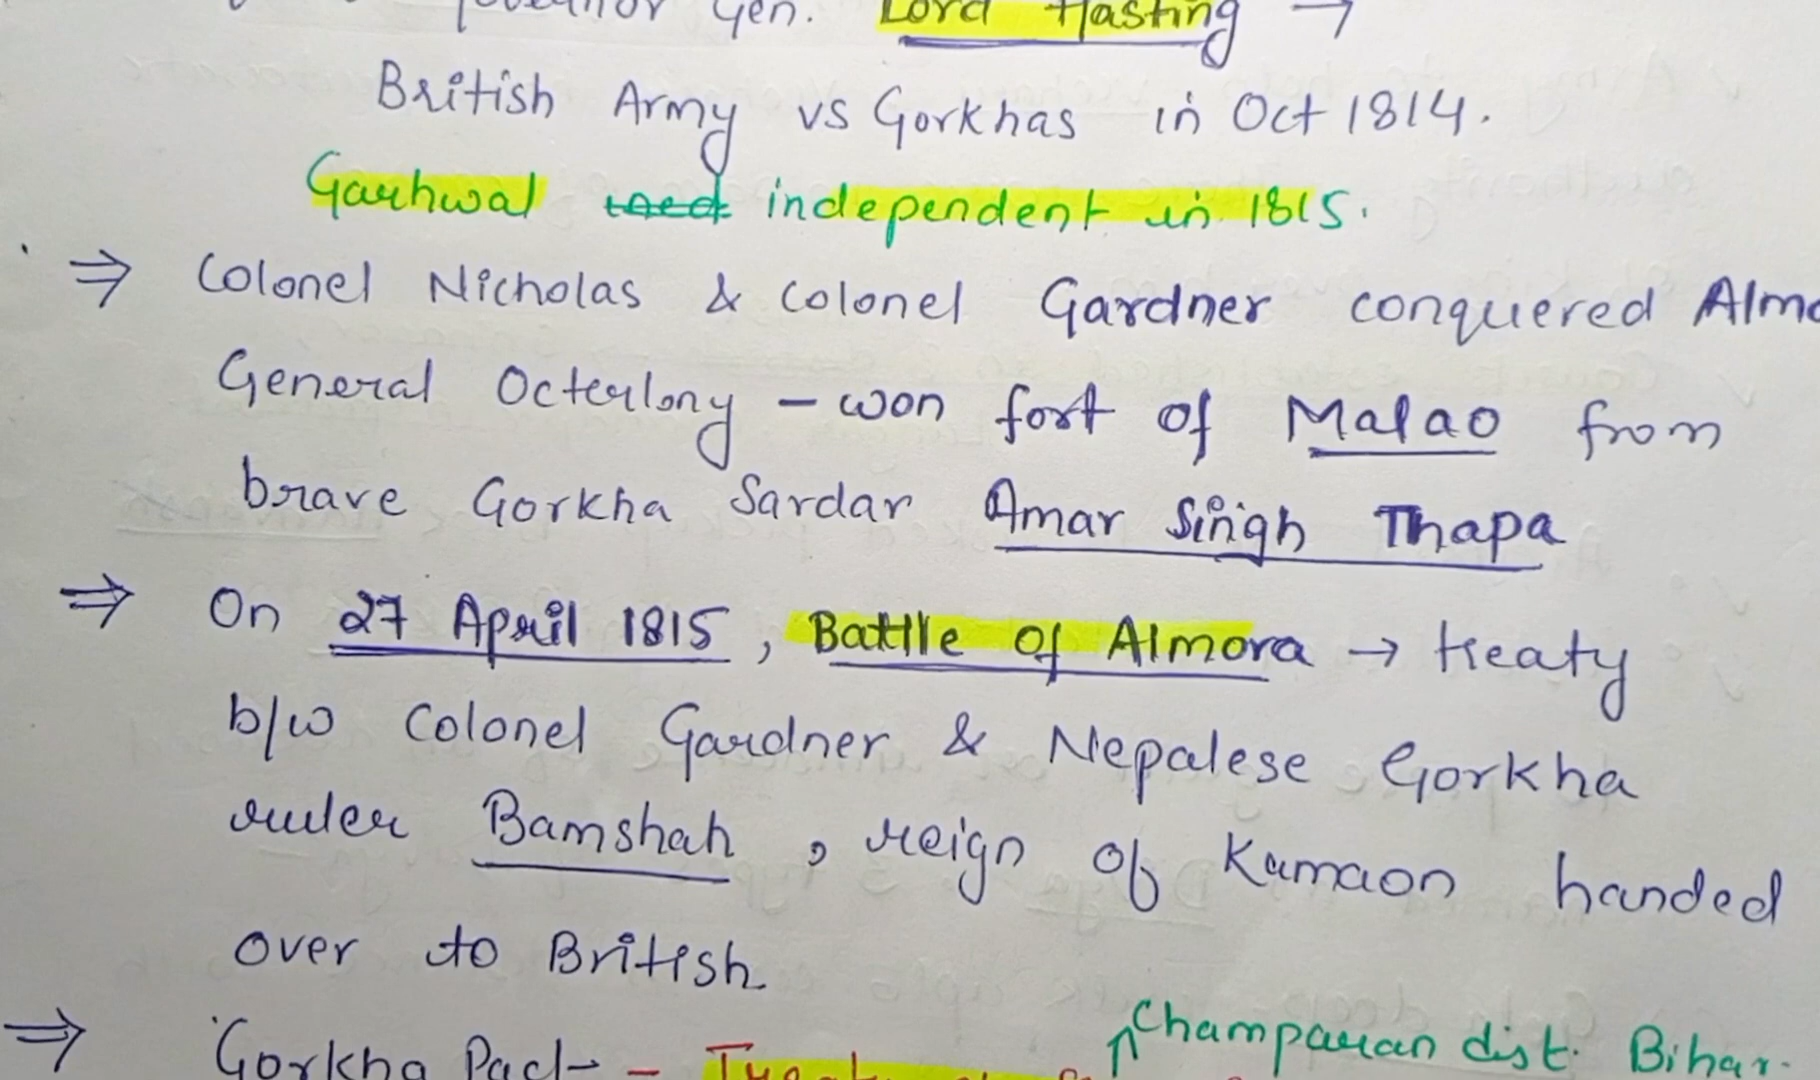 Governor Gen. Lord Hasting →
British Army vs Gorkhas in Oct 1814.
Garhwal independent in 1815.
⇒ Colonel Nicholas & Colonel Gardner conquered Almo
General Octerlony – won fort of Malao from
brave Gorkha Sardar Amar Singh Thapa
⇒ On 27 April 1815, Battle of Almora → treaty
b/w Colonel Gardner & Nepalese Gorkha
ruler Bamshah, reign of Kumaon handed
over to British
↑Champaran dist. Bihar.
⇒ Gorkha Pact – Treaty